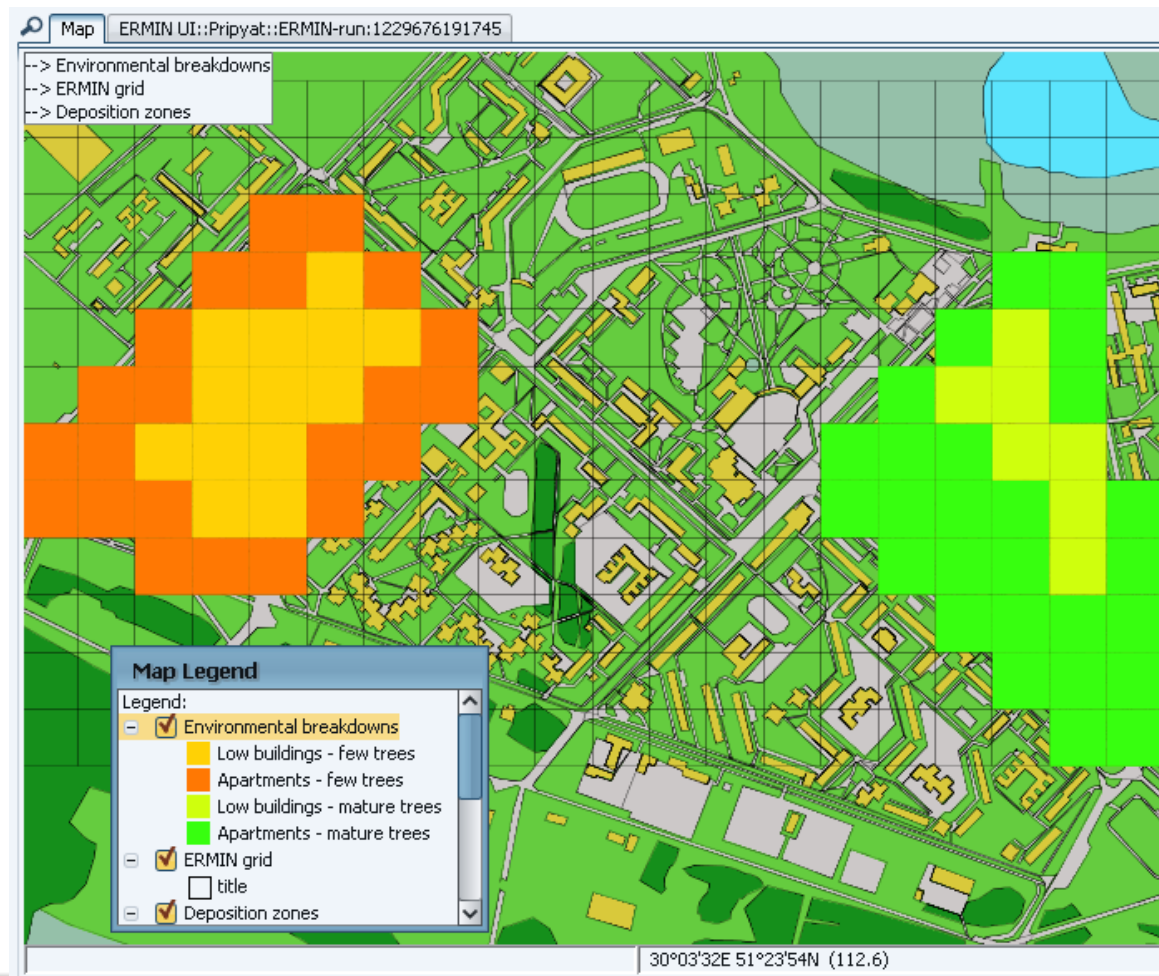 Map
ERMIN UI::Pripyat::ERMIN-run:1229676191745
--> Environmental breakdowns
--> ERMIN grid
--> Deposition zones
Map Legend
Legend:
Environmental breakdowns
Low buildings - few trees
Apartments - few trees
Low buildings - mature trees
Apartments - mature trees
ERMIN grid
title
Deposition zones
30°03'32E 51°23'54N (112.6)